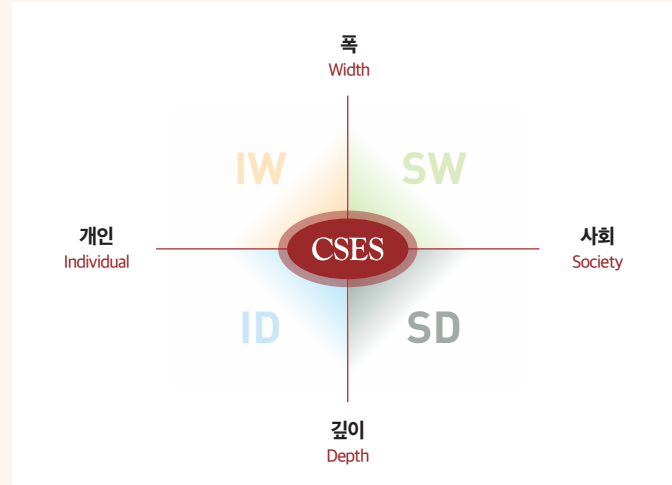 폭
Width
IW
SW
개인
Individual
CSES
사회
Society
ID
SD
깊이
Depth